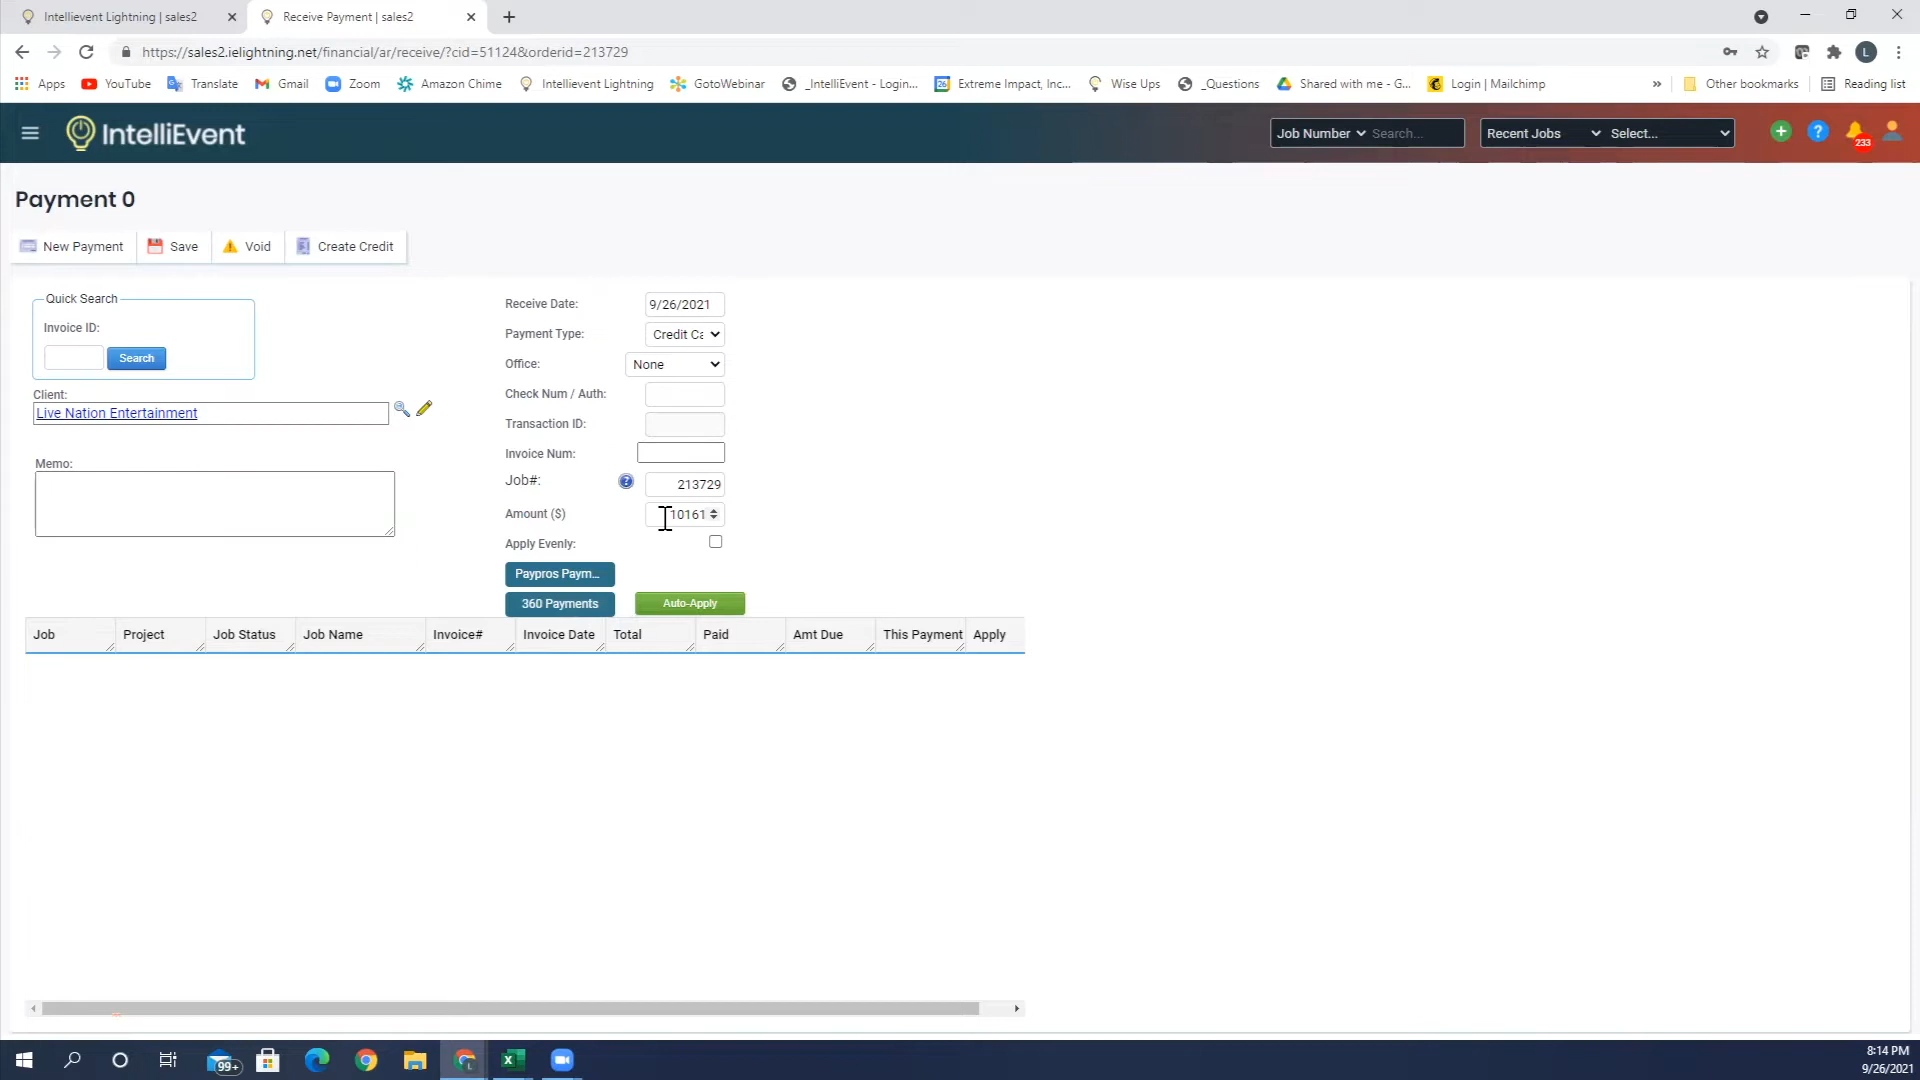 Intellievent Lightning | sales2
Receive Payment | sales2
https://sales2.ielightning.net/financial/ar/receive/?cid=51124&orderid=213729
L
Apps
YouTube
Translate
Gmail
Zoom
Amazon Chime
Intellievent Lightning
GotoWebinar
_IntelliEvent - Login...
26
Extreme Impact, Inc...
Wise Ups
_Questions
Shared with me - G...
Login | Mailchimp
»
Other bookmarks
Reading list
IntelliEvent
Job Number
Search...
Recent Jobs
Select...
233
Payment 0
New Payment
Save
Void
Create Credit
Quick Search
Invoice ID:
Search
Client:
Live Nation Entertainment
Memo:
Receive Date:
9/26/2021
Payment Type:
Credit Ca
Office:
None
Check Num / Auth:
Transaction ID:
Invoice Num:
Job#:
?
213729
Amount ($)
10161
Apply Evenly:
Paypros Paym...
360 Payments
Auto-Apply
Job
Project
Job Status
Job Name
Invoice#
Invoice Date
Total
Paid
Amt Due
This Payment
Apply
99+
8:14 PM
9/26/2021